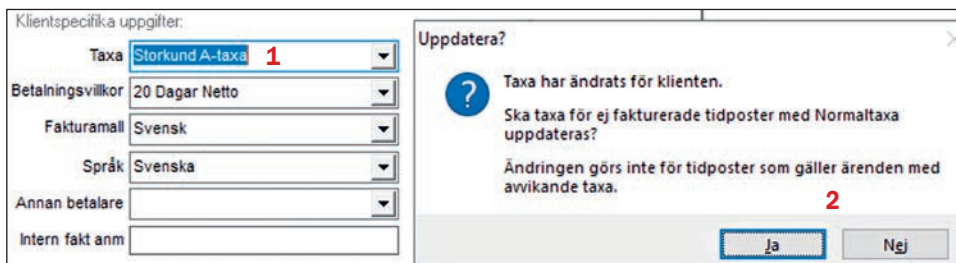 Klientspecifika uppgifter:
Taxa Storkund A-taxa 1
Betalningsvillkor 20 Dagar Netto
Fakturamall Svensk
Språk Svenska
Annan betalare
Intern fakt anm
Uppdatera?
Taxa har ändrats för klienten.
Ska taxa för ej fakturerade tidposter med Normaltaxa
uppdateras?
Ändringen görs inte för tidposter som gäller ärenden med
avvikande taxa.
2
Ja Nej